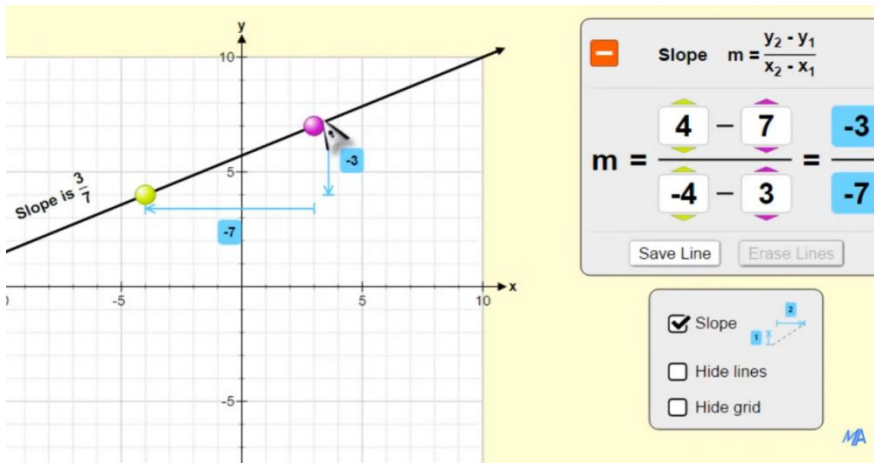 y
10
5
-5
-5
5
10
x
Slope is 3/7
-3
-7
Slope m = y₂ - y₁ / x₂ - x₁
m = 4 − 7 / -4 − 3 = -3 / -7
Save Line Erase Lines
Slope
2
1
Hide lines
Hide grid
MA